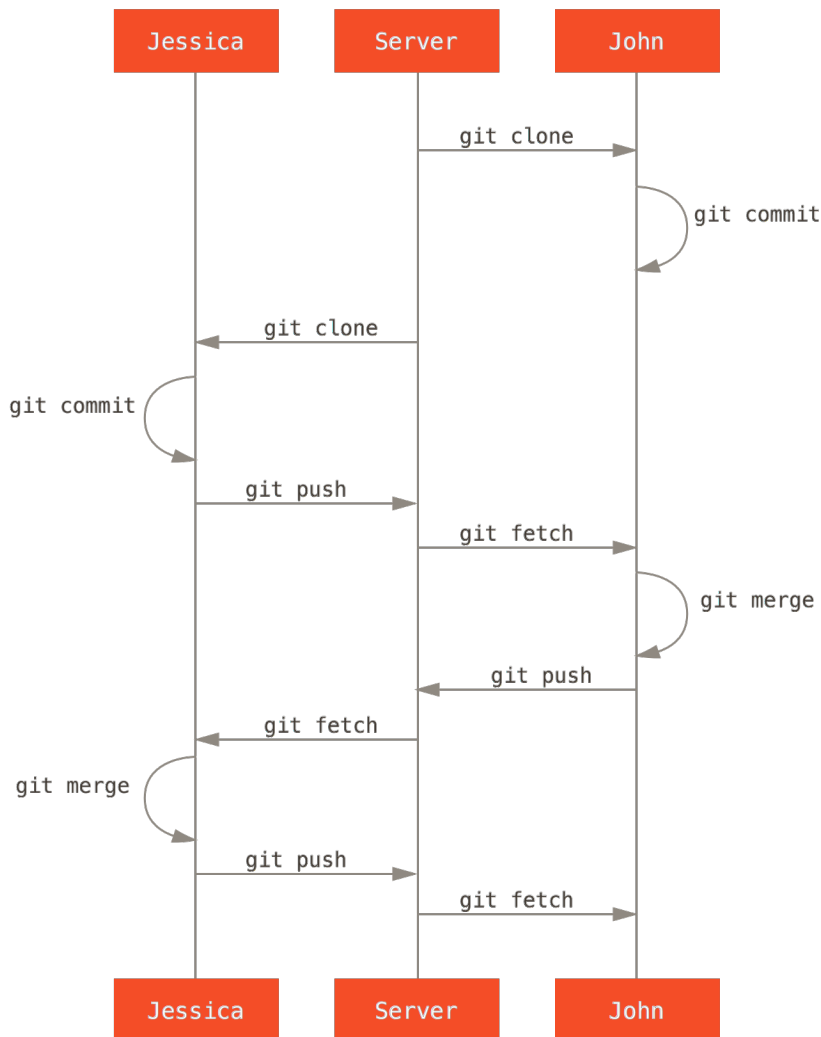 Jessica
Server
John
git clone
git commit
git clone
git commit
git push
git fetch
git merge
git push
git fetch
git merge
git push
git fetch
Jessica
Server
John